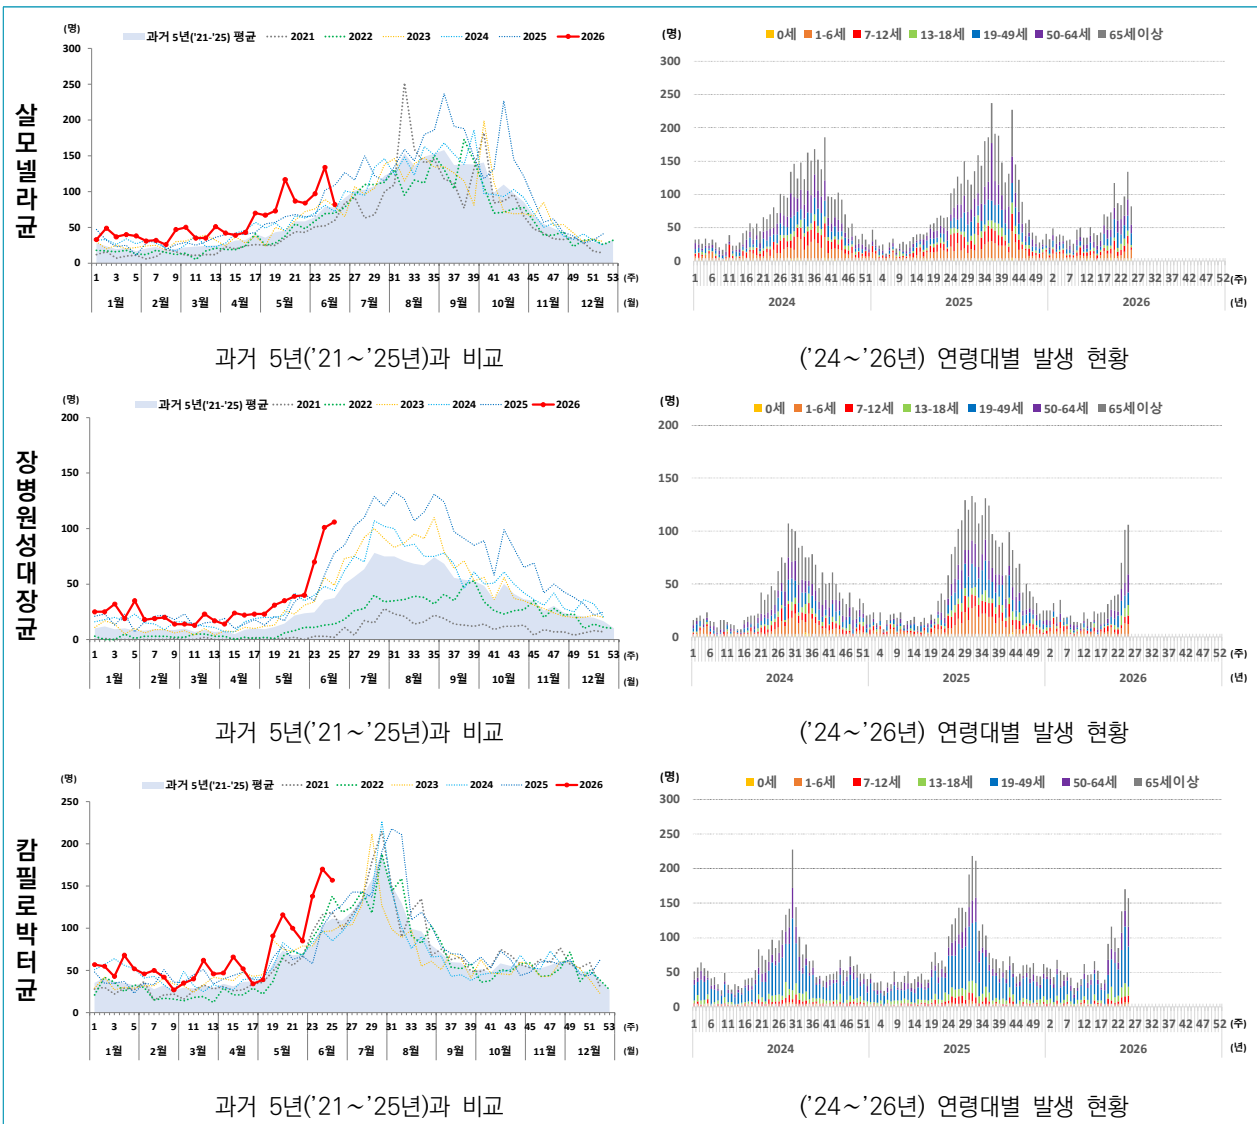 살모넬라균
(명)
과거 5년('21-'25) 평균 2021 2022 2023 2024 2025 2026
300
250
200
150
100
50
0
1 3 5 7 9 11 13 15 17 19 21 23 25 27 29 31 33 35 37 39 41 43 45 47 49 51 53 (주)
1월 2월 3월 4월 5월 6월 7월 8월 9월 10월 11월 12월 (월)
과거 5년('21~'25년)과 비교
(명)
0세 1-6세 7-12세 13-18세 19-49세 50-64세 65세이상
300
250
200
150
100
50
0
1 6 11 16 21 26 31 36 41 46 51 4 9 14 19 24 29 34 39 44 49 2 7 12 17 22 27 32 37 42 47 52 (주)
2024 2025 2026 (년)
('24~'26년) 연령대별 발생 현황
장병원성대장균
(명)
과거 5년('21-'25) 평균 2021 2022 2023 2024 2025 2026
200
150
100
50
0
1 3 5 7 9 11 13 15 17 19 21 23 25 27 29 31 33 35 37 39 41 43 45 47 49 51 53 (주)
1월 2월 3월 4월 5월 6월 7월 8월 9월 10월 11월 12월 (월)
과거 5년('21~'25년)과 비교
(명)
0세 1-6세 7-12세 13-18세 19-49세 50-64세 65세이상
200
150
100
50
0
1 6 11 16 21 26 31 36 41 46 51 4 9 14 19 24 29 34 39 44 49 2 7 12 17 22 27 32 37 42 47 52 (주)
2024 2025 2026 (년)
('24~'26년) 연령대별 발생 현황
캄필로박터균
(명)
과거 5년('21-'25) 평균 2021 2022 2023 2024 2025 2026
250
200
150
100
50
0
1 3 5 7 9 11 13 15 17 19 21 23 25 27 29 31 33 35 37 39 41 43 45 47 49 51 53 (주)
1월 2월 3월 4월 5월 6월 7월 8월 9월 10월 11월 12월 (월)
과거 5년('21~'25년)과 비교
(명)
0세 1-6세 7-12세 13-18세 19-49세 50-64세 65세이상
300
250
200
150
100
50
0
1 6 11 16 21 26 31 36 41 46 51 4 9 14 19 24 29 34 39 44 49 2 7 12 17 22 27 32 37 42 47 52 (주)
2024 2025 2026 (년)
('24~'26년) 연령대별 발생 현황